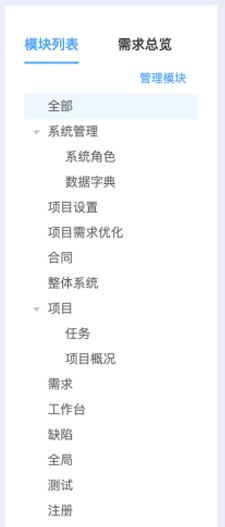 模块列表 需求总览
管理模块
全部
系统管理
系统角色
数据字典
项目设置
项目需求优化
合同
整体系统
项目
任务
项目概况
需求
工作台
缺陷
全局
测试
注册